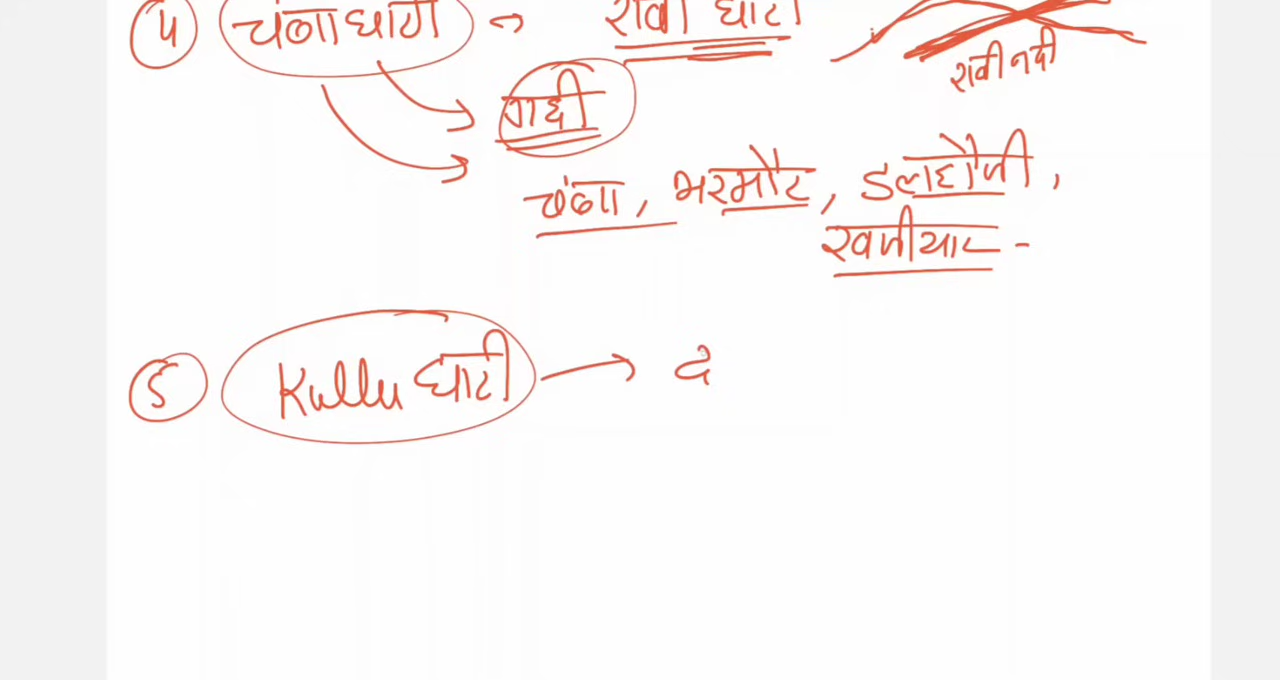 4 चंबा घाटी ⇒ रावी घाटी
रावी नदी
गद्दी
चंबा, भरमौर, डलहौजी,
खजीयार -
5 Kullu घाटी → दे